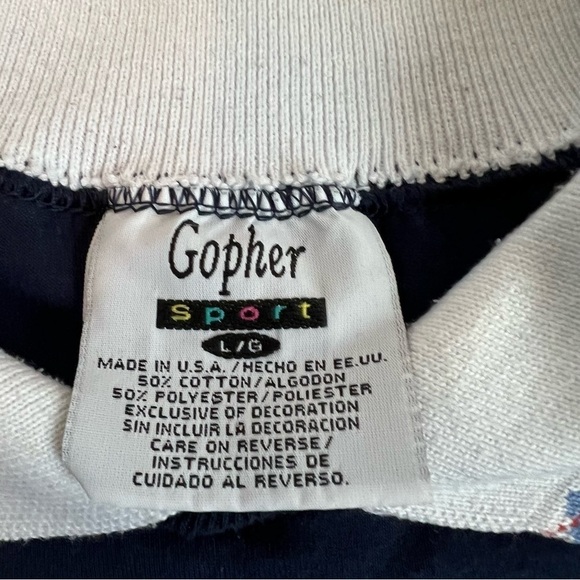 Gopher
sport
L/G
MADE IN U.S.A./HECHO EN EE.UU.
50% COTTON/ALGODON
50% POLYESTER/POLIESTER
EXCLUSIVE OF DECORATION
SIN INCLUIR LA DECORACION
CARE ON REVERSE/
INSTRUCCIONES DE
CUIDADO AL REVERSO.